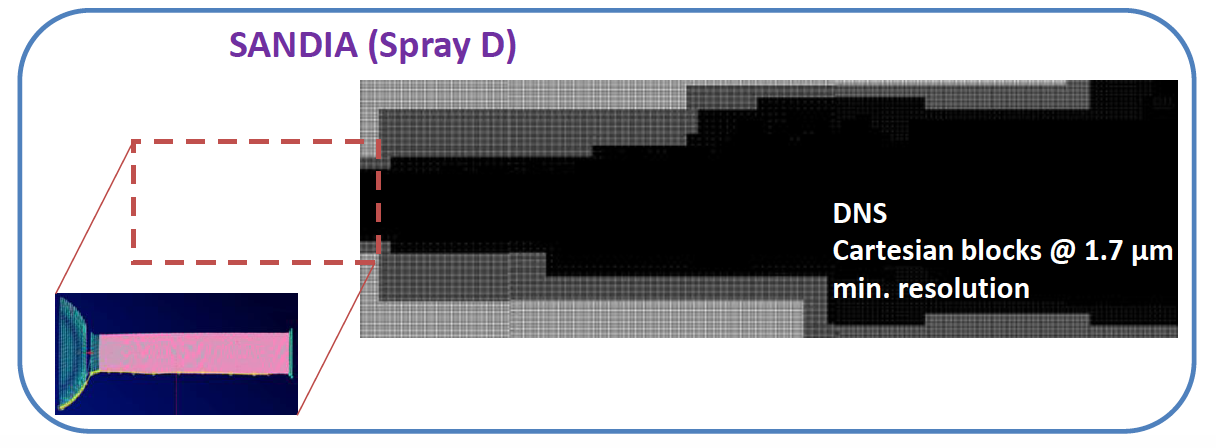 SANDIA (Spray D)
DNS
Cartesian blocks @ 1.7 µm
min. resolution